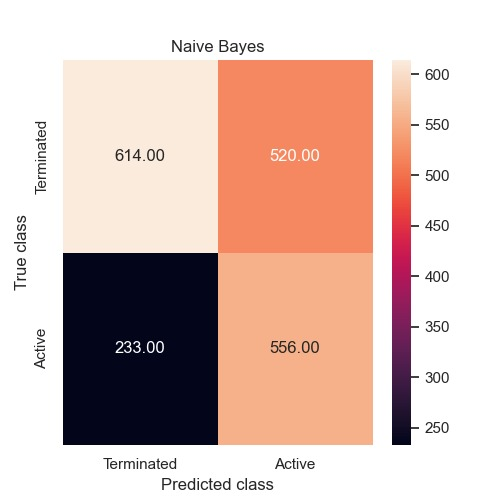 Naive Bayes
True class
Terminated
614.00
520.00
Active
233.00
556.00
Terminated
Active
Predicted class
600
550
500
450
400
350
300
250